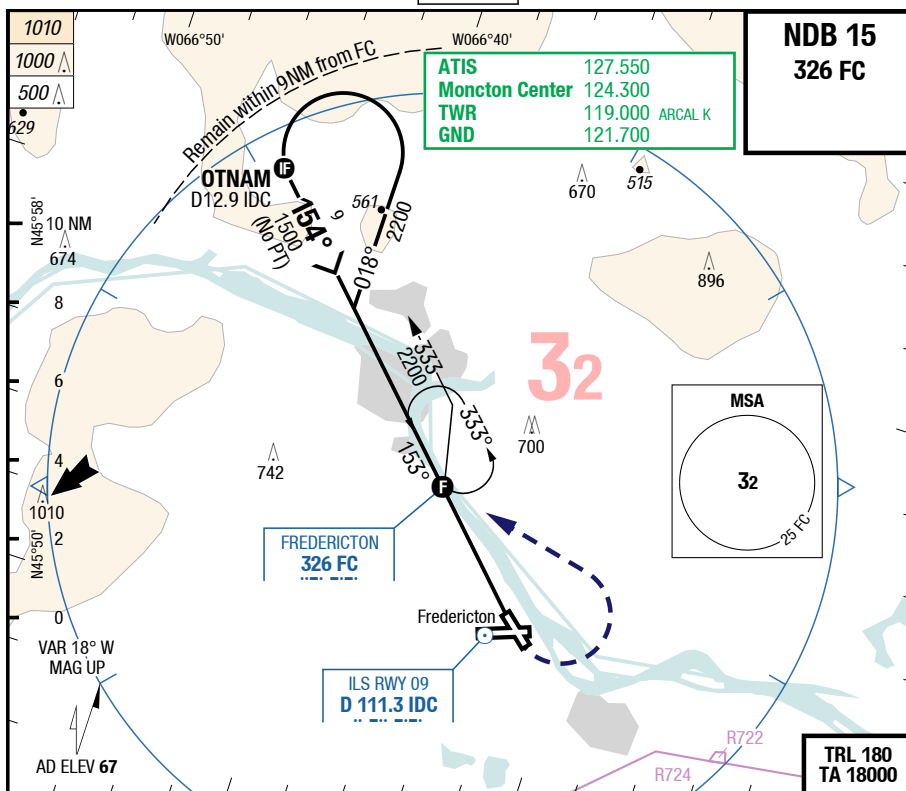 1010
1000
500
629
W066°50'
W066°40'
NDB 15
326 FC
ATIS 127.550
Moncton Center 124.300
TWR 119.000 ARCAL K
GND 121.700
Remain within 9NM from FC
IF
OTNAM
D12.9 IDC
154°
9
1500
(No PT)
561
018°
2200
670
515
N45°58'
10 NM
674
896
8
6
4
2
0
333
2200
333°
153°
32
MSA
32
25 FC
700
742
1010
N45°50'
F
FREDERICTON
326 FC
Fredericton
ILS RWY 09
D 111.3 IDC
VAR 18° W
MAG UP
AD ELEV 67
R722
R724
TRL 180
TA 18000